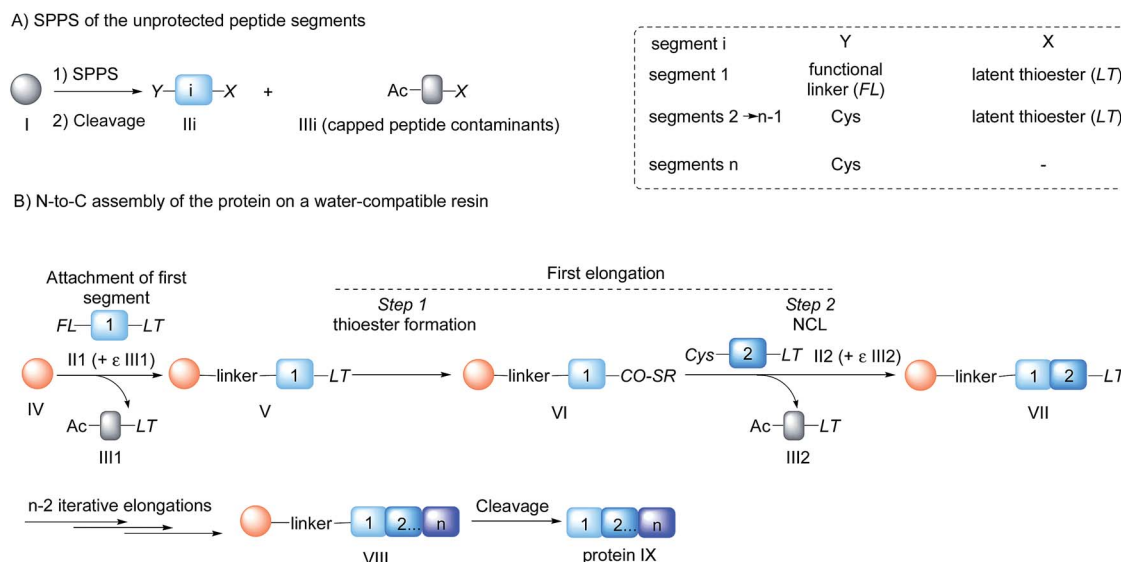 A) SPPS of the unprotected peptide segments
1) SPPS
2) Cleavage
I
Y i X
IIi
+
Ac X
IIIi (capped peptide contaminants)
segment i Y X
segment 1 functional linker (FL) latent thioester (LT)
segments 2 →n-1 Cys latent thioester (LT)
segments n Cys -
B) N-to-C assembly of the protein on a water-compatible resin
Attachment of first
segment
FL 1 LT
II1 (+ ε III1)
IV
Ac LT
III1
linker 1 LT
V
First elongation
Step 1
thioester formation
linker 1 CO-SR
VI
Step 2
NCL
Cys 2 LT II2 (+ ε III2)
Ac LT
III2
linker 1 2 LT
VII
n-2 iterative elongations
linker 1 2... n
VIII
Cleavage
1 2... n
protein IX